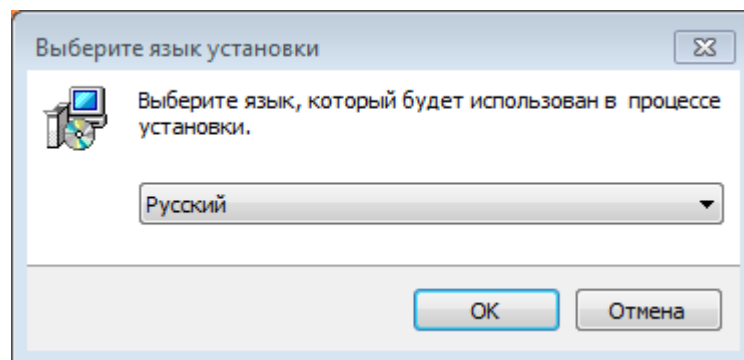 Выберите язык установки
Выберите язык, который будет использован в процессе
установки.
Русский
OK
Отмена